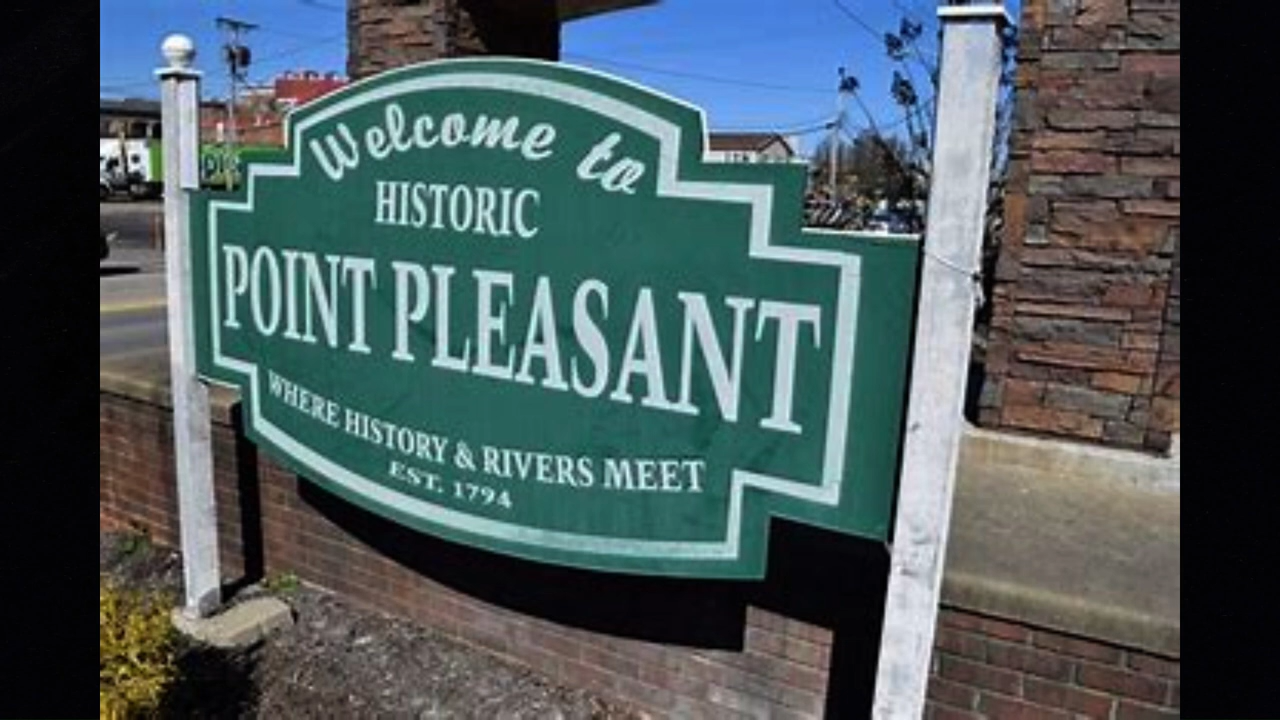 Welcome to
HISTORIC
POINT PLEASANT
WHERE HISTORY & RIVERS MEET
EST. 1794